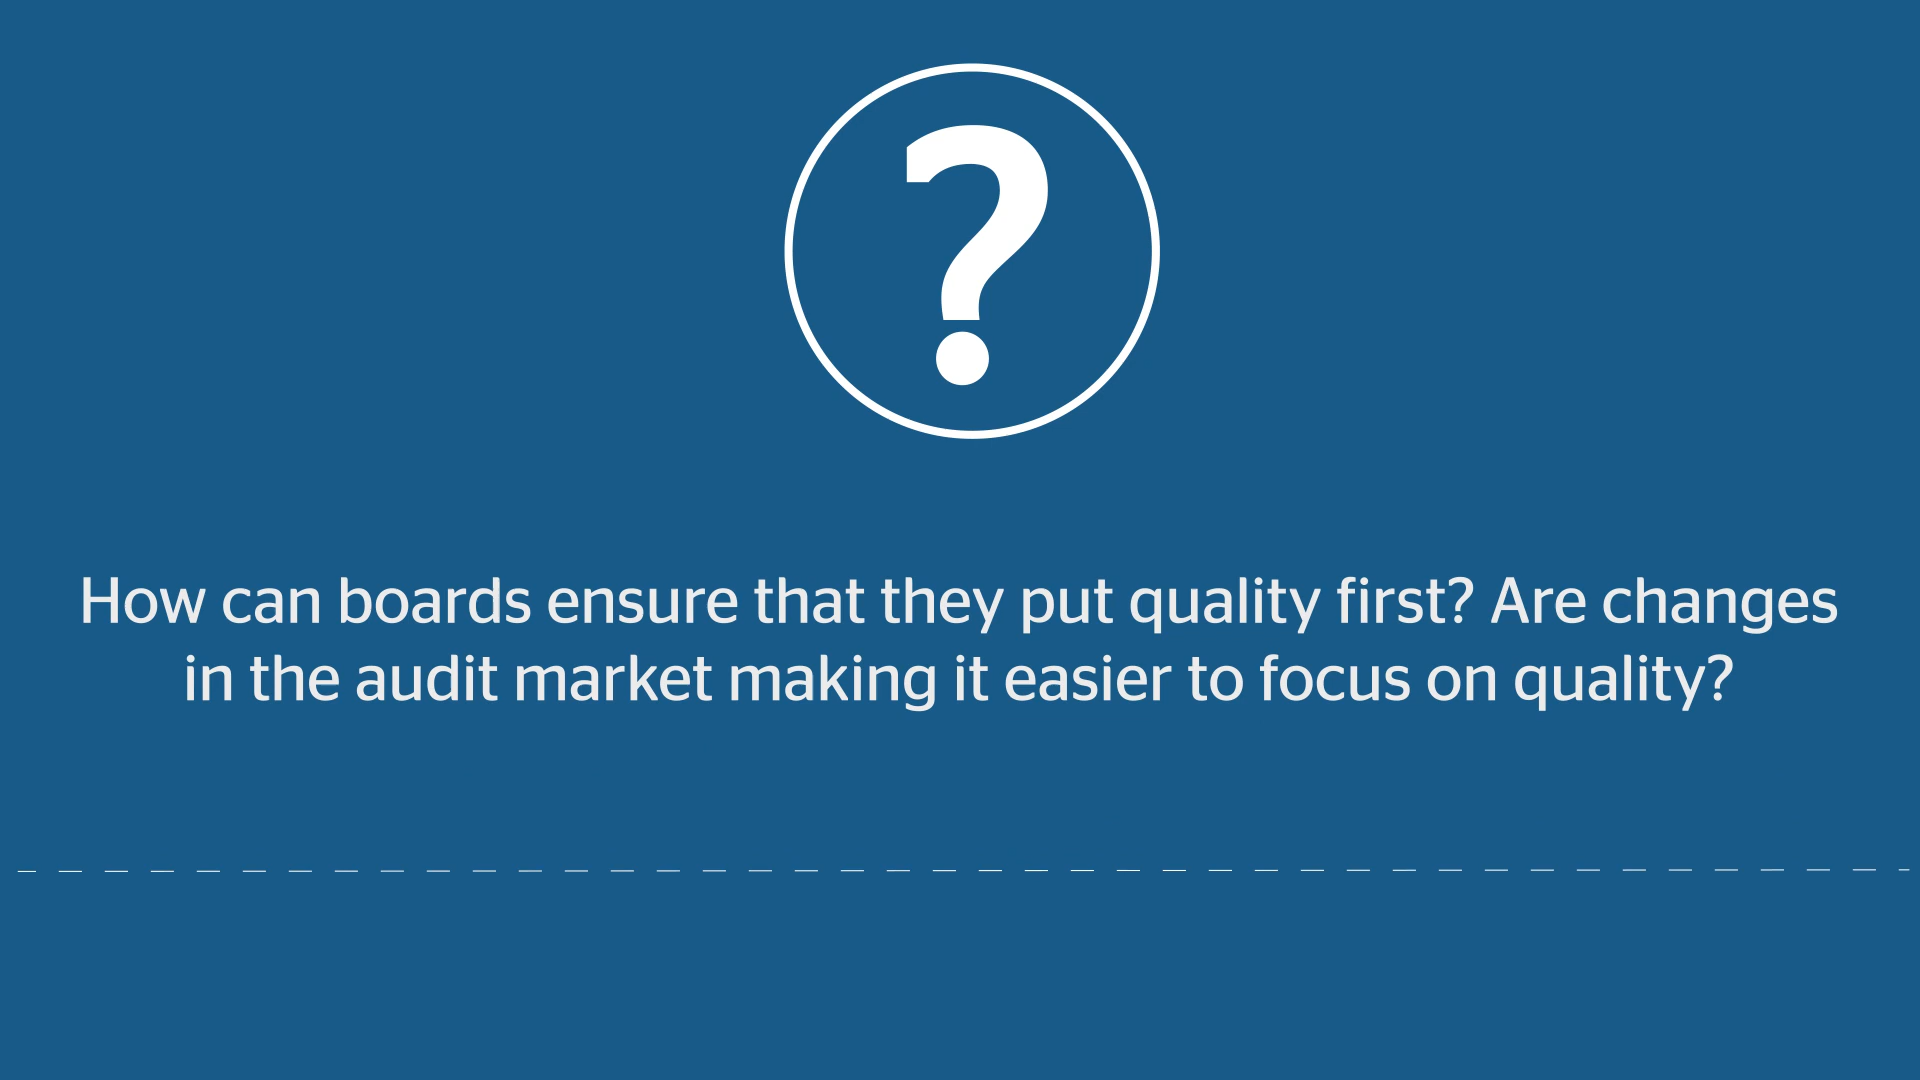 ?
How can boards ensure that they put quality first? Are changes
in the audit market making it easier to focus on quality?